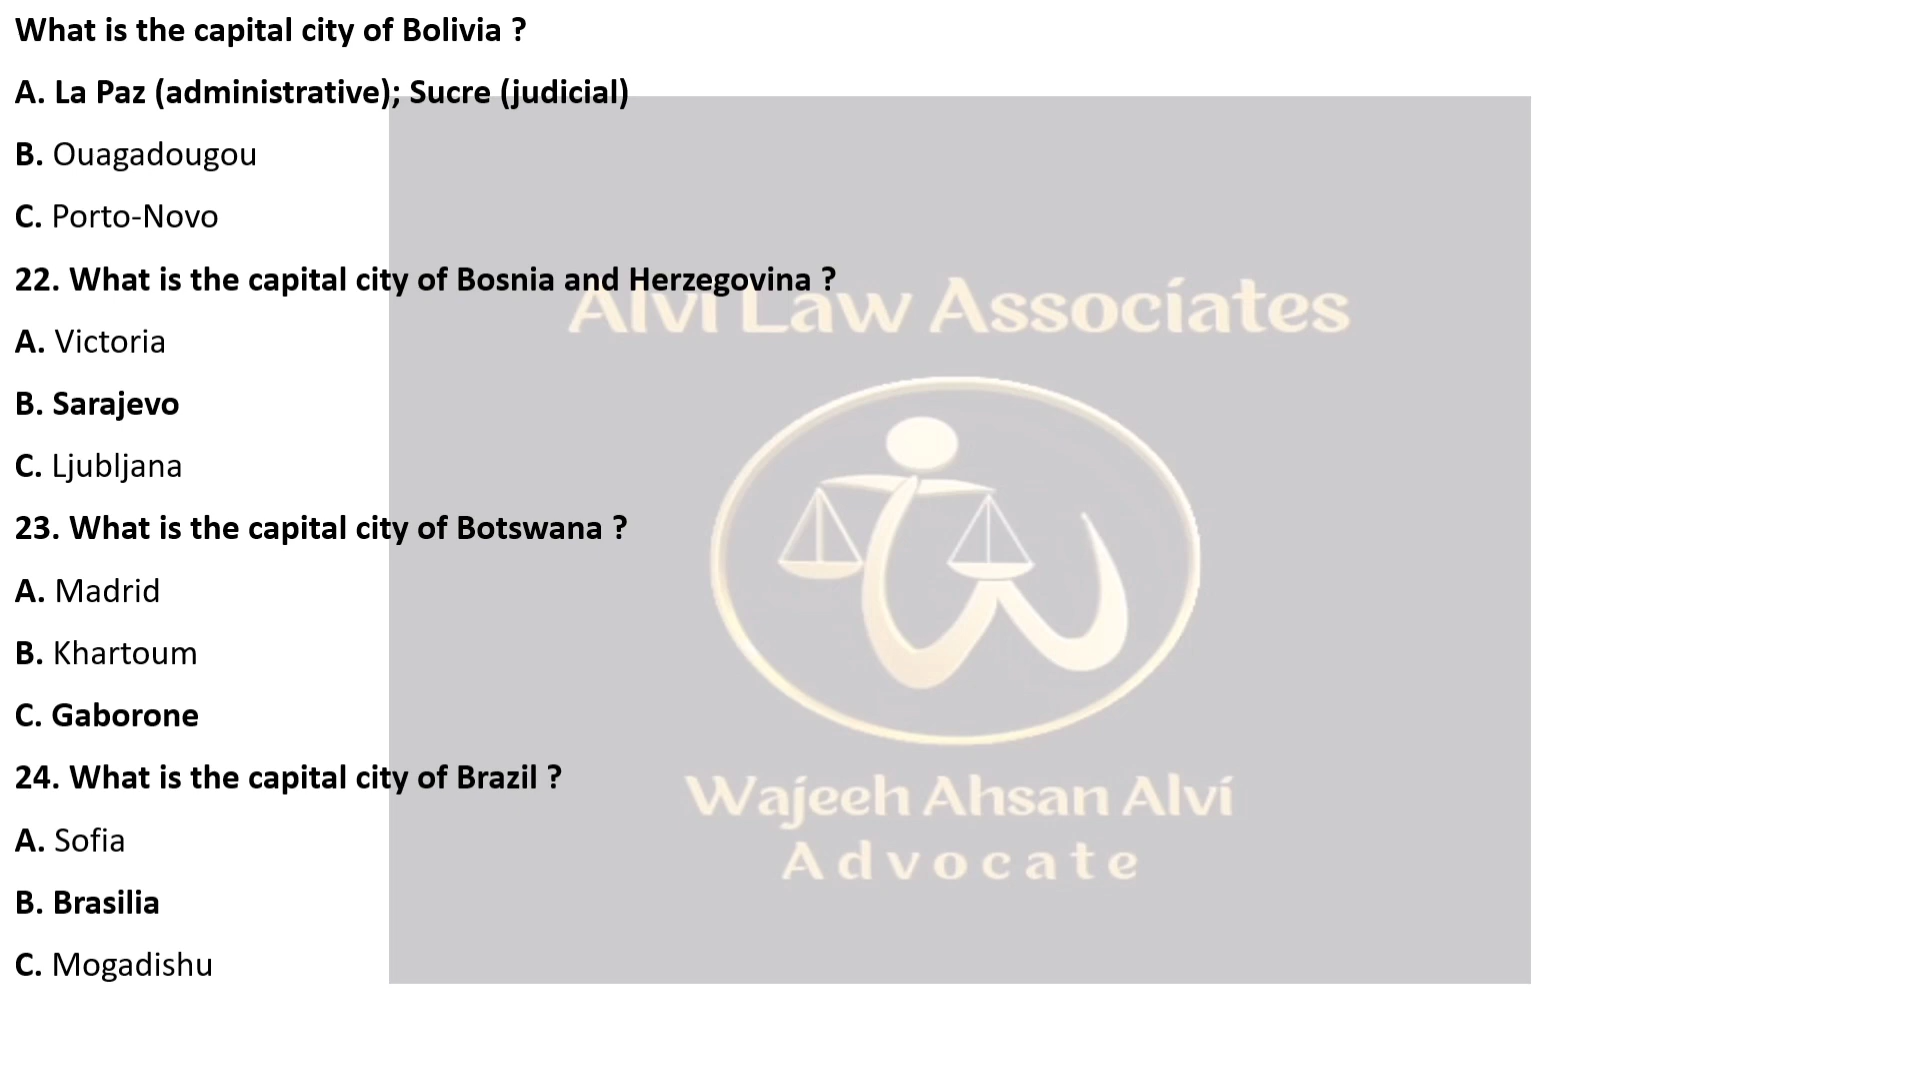 What is the capital city of Bolivia ?
A. La Paz (administrative); Sucre (judicial)
B. Ouagadougou
C. Porto-Novo
22. What is the capital city of Bosnia and Herzegovina ?
A. Victoria
B. Sarajevo
C. Ljubljana
23. What is the capital city of Botswana ?
A. Madrid
B. Khartoum
C. Gaborone
24. What is the capital city of Brazil ?
A. Sofia
B. Brasilia
C. Mogadishu
Alvi Law Associates
Wajeeh Ahsan Alvi
Advocate